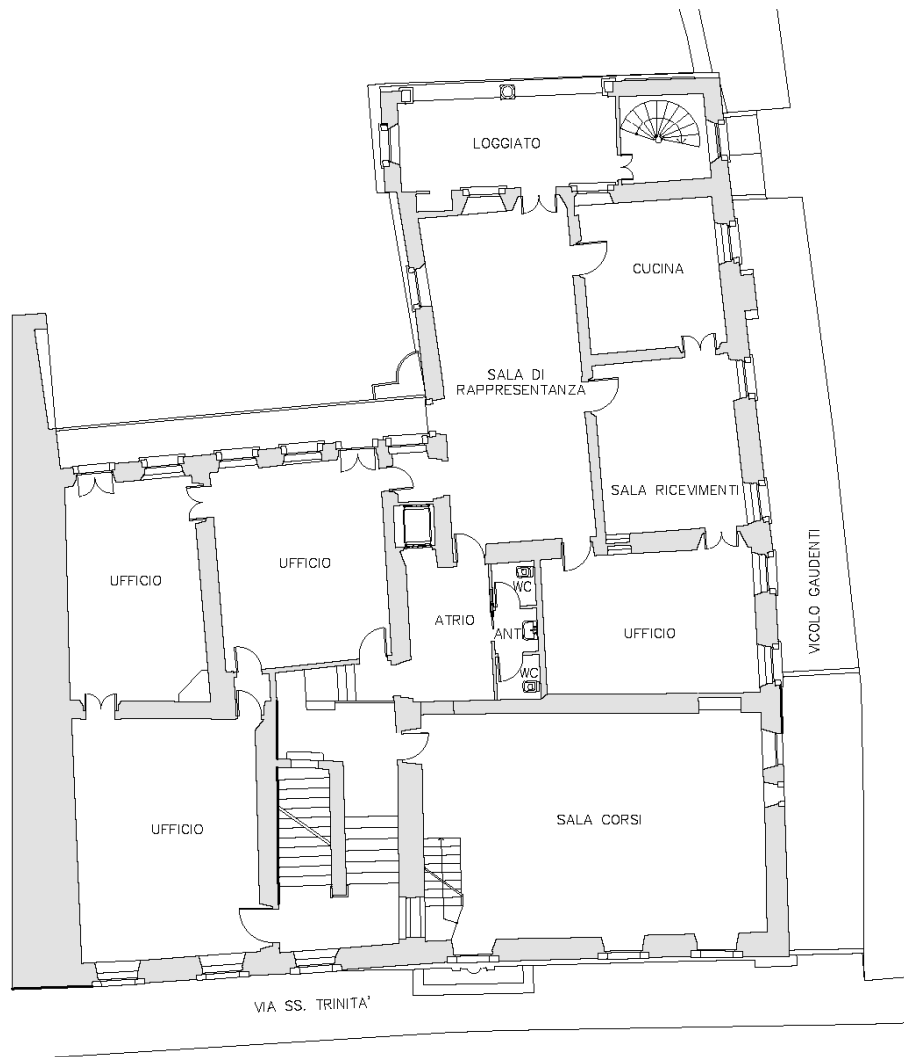 LOGGIATO
CUCINA
SALA DI
RAPPRESENTANZA
SALA RICEVIMENTI
VICOLO GAUDENTI
UFFICIO
UFFICIO
WC
ATRIO
ANTI
UFFICIO
WC
UFFICIO
SALA CORSI
VIA SS. TRINITA'